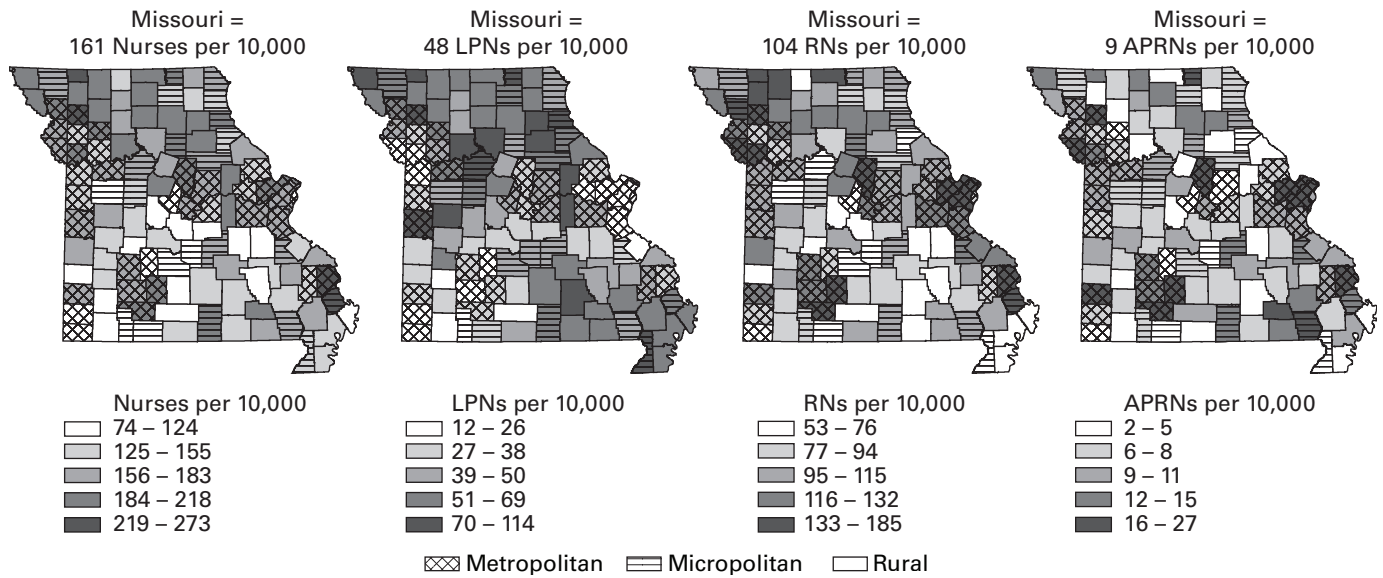 Missouri =
161 Nurses per 10,000
Missouri =
48 LPNs per 10,000
Missouri =
104 RNs per 10,000
Missouri =
9 APRNs per 10,000
Nurses per 10,000
74 – 124
125 – 155
156 – 183
184 – 218
219 – 273
LPNs per 10,000
12 – 26
27 – 38
39 – 50
51 – 69
70 – 114
RNs per 10,000
53 – 76
77 – 94
95 – 115
116 – 132
133 – 185
APRNs per 10,000
2 – 5
6 – 8
9 – 11
12 – 15
16 – 27
Metropolitan
Micropolitan
Rural